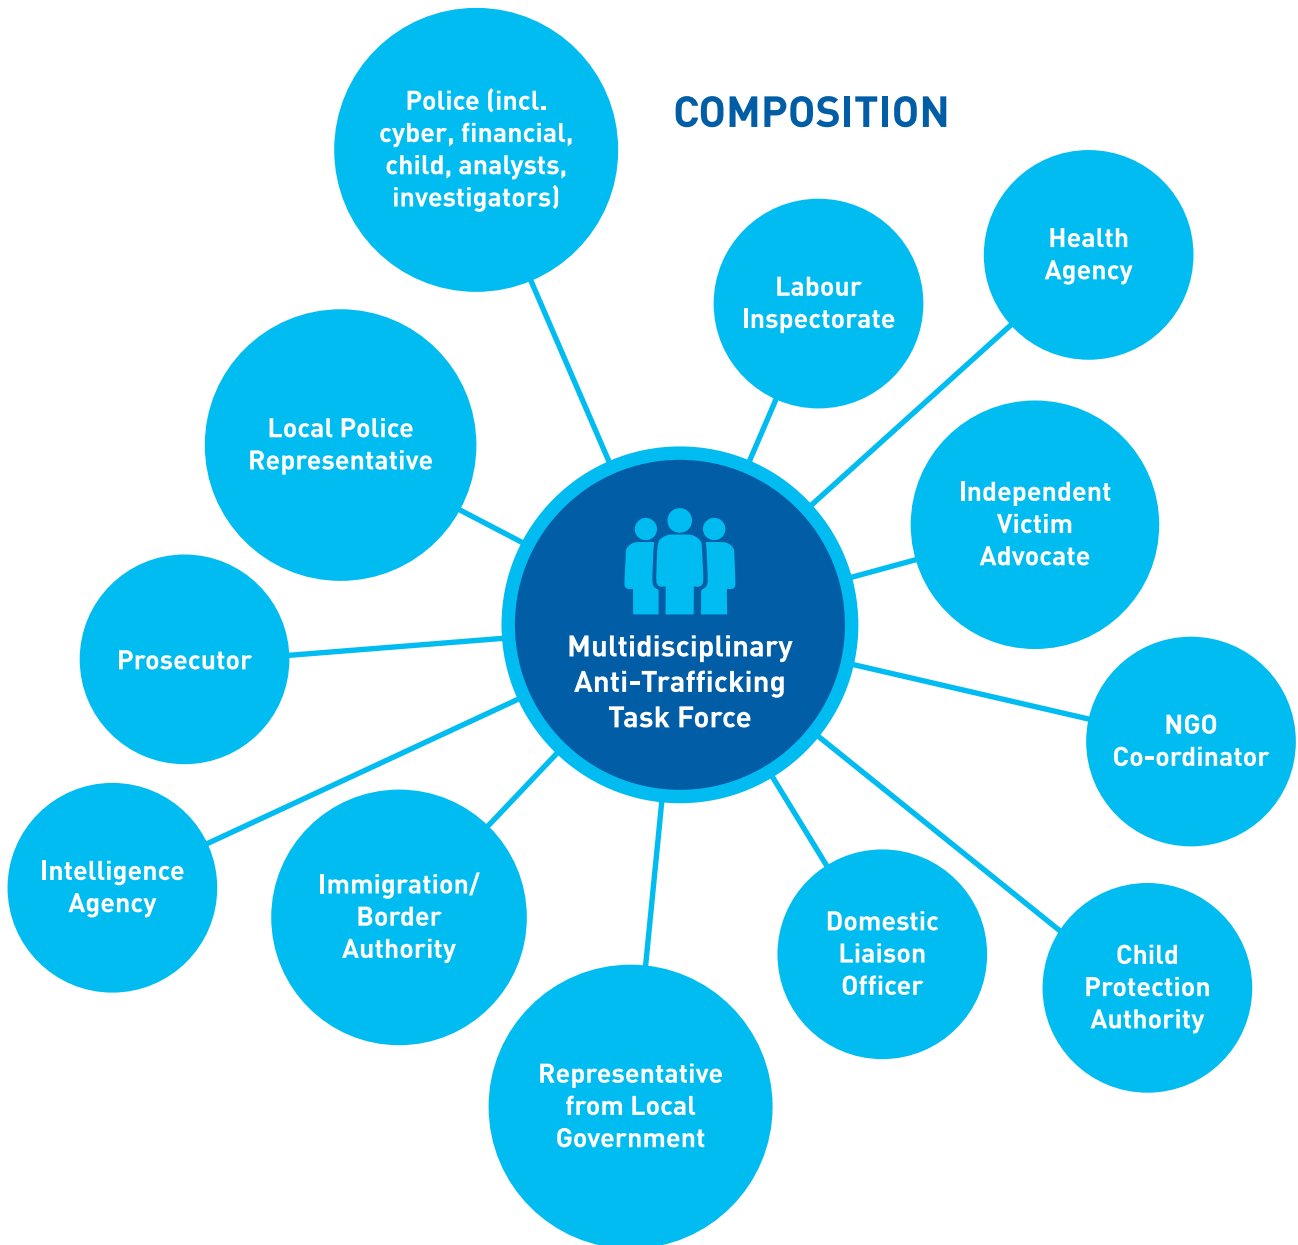 COMPOSITION
Police (incl.
cyber, financial,
child, analysts,
investigators)
Labour
Inspectorate
Health
Agency
Local Police
Representative
Independent
Victim
Advocate
Prosecutor
Multidisciplinary
Anti-Trafficking
Task Force
NGO
Co-ordinator
Intelligence
Agency
Immigration/
Border
Authority
Domestic
Liaison
Officer
Child
Protection
Authority
Representative
from Local
Government